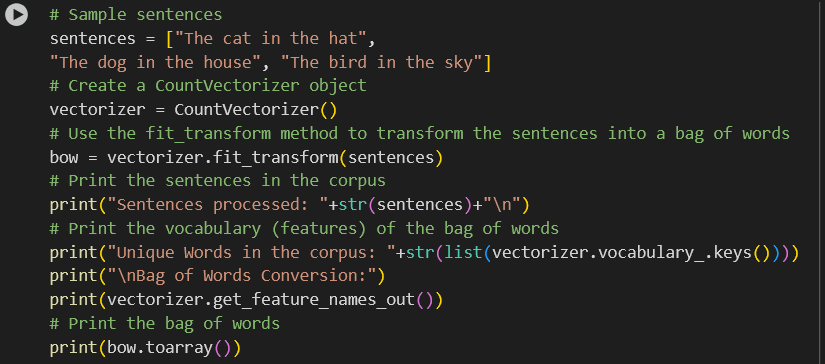 # Sample sentences
sentences = ["The cat in the hat",
"The dog in the house", "The bird in the sky"]
# Create a CountVectorizer object
vectorizer = CountVectorizer()
# Use the fit_transform method to transform the sentences into a bag of words
bow = vectorizer.fit_transform(sentences)
# Print the sentences in the corpus
print("Sentences processed: "+str(sentences)+"\n")
# Print the vocabulary (features) of the bag of words
print("Unique Words in the corpus: "+str(list(vectorizer.vocabulary_.keys())))
print("\nBag of Words Conversion:")
print(vectorizer.get_feature_names_out())
# Print the bag of words
print(bow.toarray())